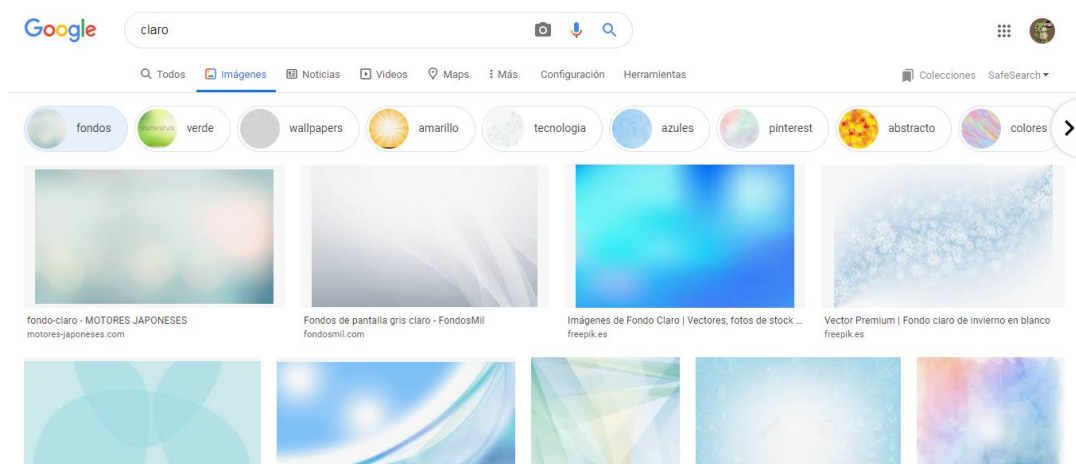 Google
claro
Todos Imágenes Noticias Videos Maps Más Configuración Herramientas Colecciones SafeSearch
fondos verde wallpapers amarillo tecnologia azules pinterest abstracto colores
shutterstock
fondo-claro - MOTORES JAPONESES
motores-japoneses.com
Fondos de pantalla gris claro - FondosMil
fondosmil.com
Imágenes de Fondo Claro | Vectores, fotos de stock ...
freepik.es
Vector Premium | Fondo claro de invierno en blanco
freepik.es